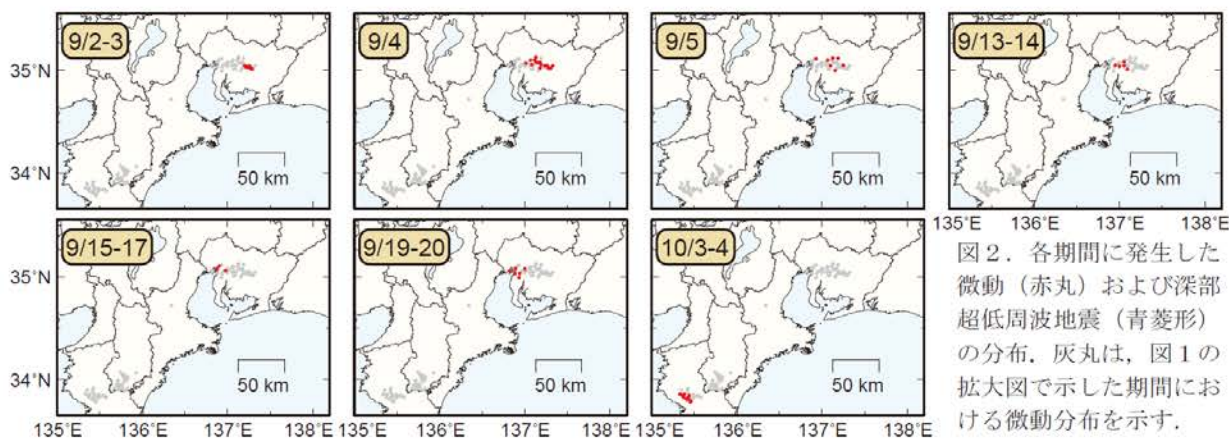 9/2-3
9/4
9/5
9/13-14
35°N
34°N
50 km
50 km
50 km
50 km
135°E 136°E 137°E 138°E
9/15-17
9/19-20
10/3-4
35°N
34°N
50 km
50 km
50 km
135°E 136°E 137°E 138°E 135°E 136°E 137°E 138°E 135°E 136°E 137°E 138°E
図2．各期間に発生した
微動（赤丸）および深部
超低周波地震（青菱形）
の分布．灰丸は，図1の
拡大図で示した期間にお
ける微動分布を示す．